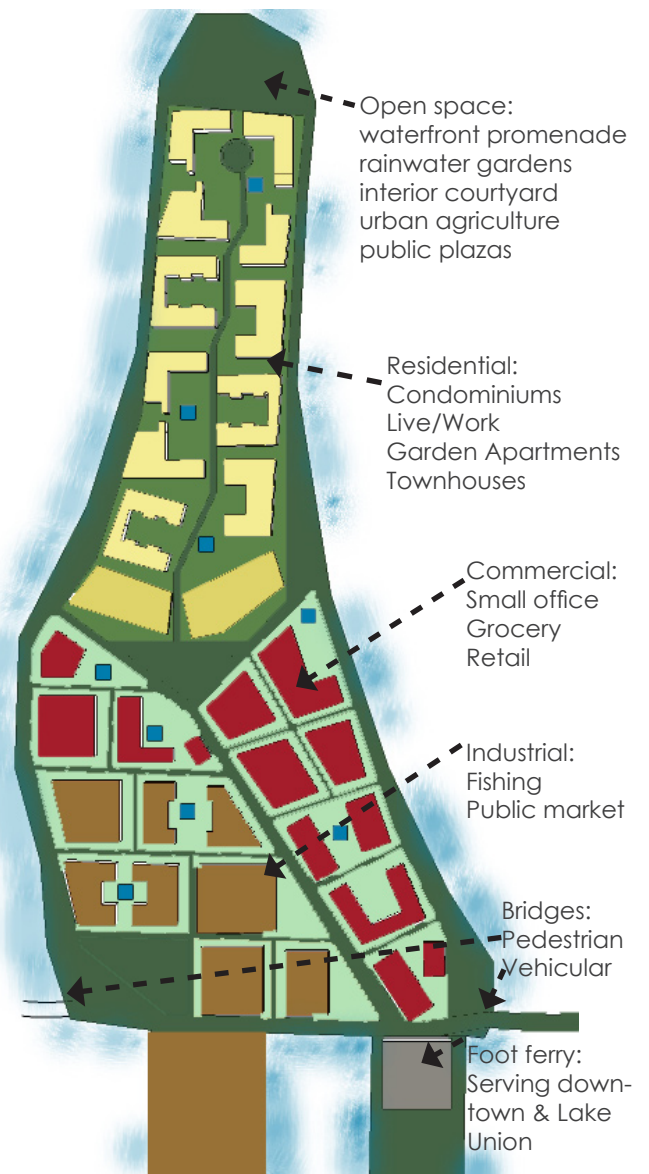 Open space:
waterfront promenade
rainwater gardens
interior courtyard
urban agriculture
public plazas
Residential:
Condominiums
Live/Work
Garden Apartments
Townhouses
Commercial:
Small office
Grocery
Retail
Industrial:
Fishing
Public market
Bridges:
Pedestrian
Vehicular
Foot ferry:
Serving down-
town & Lake
Union